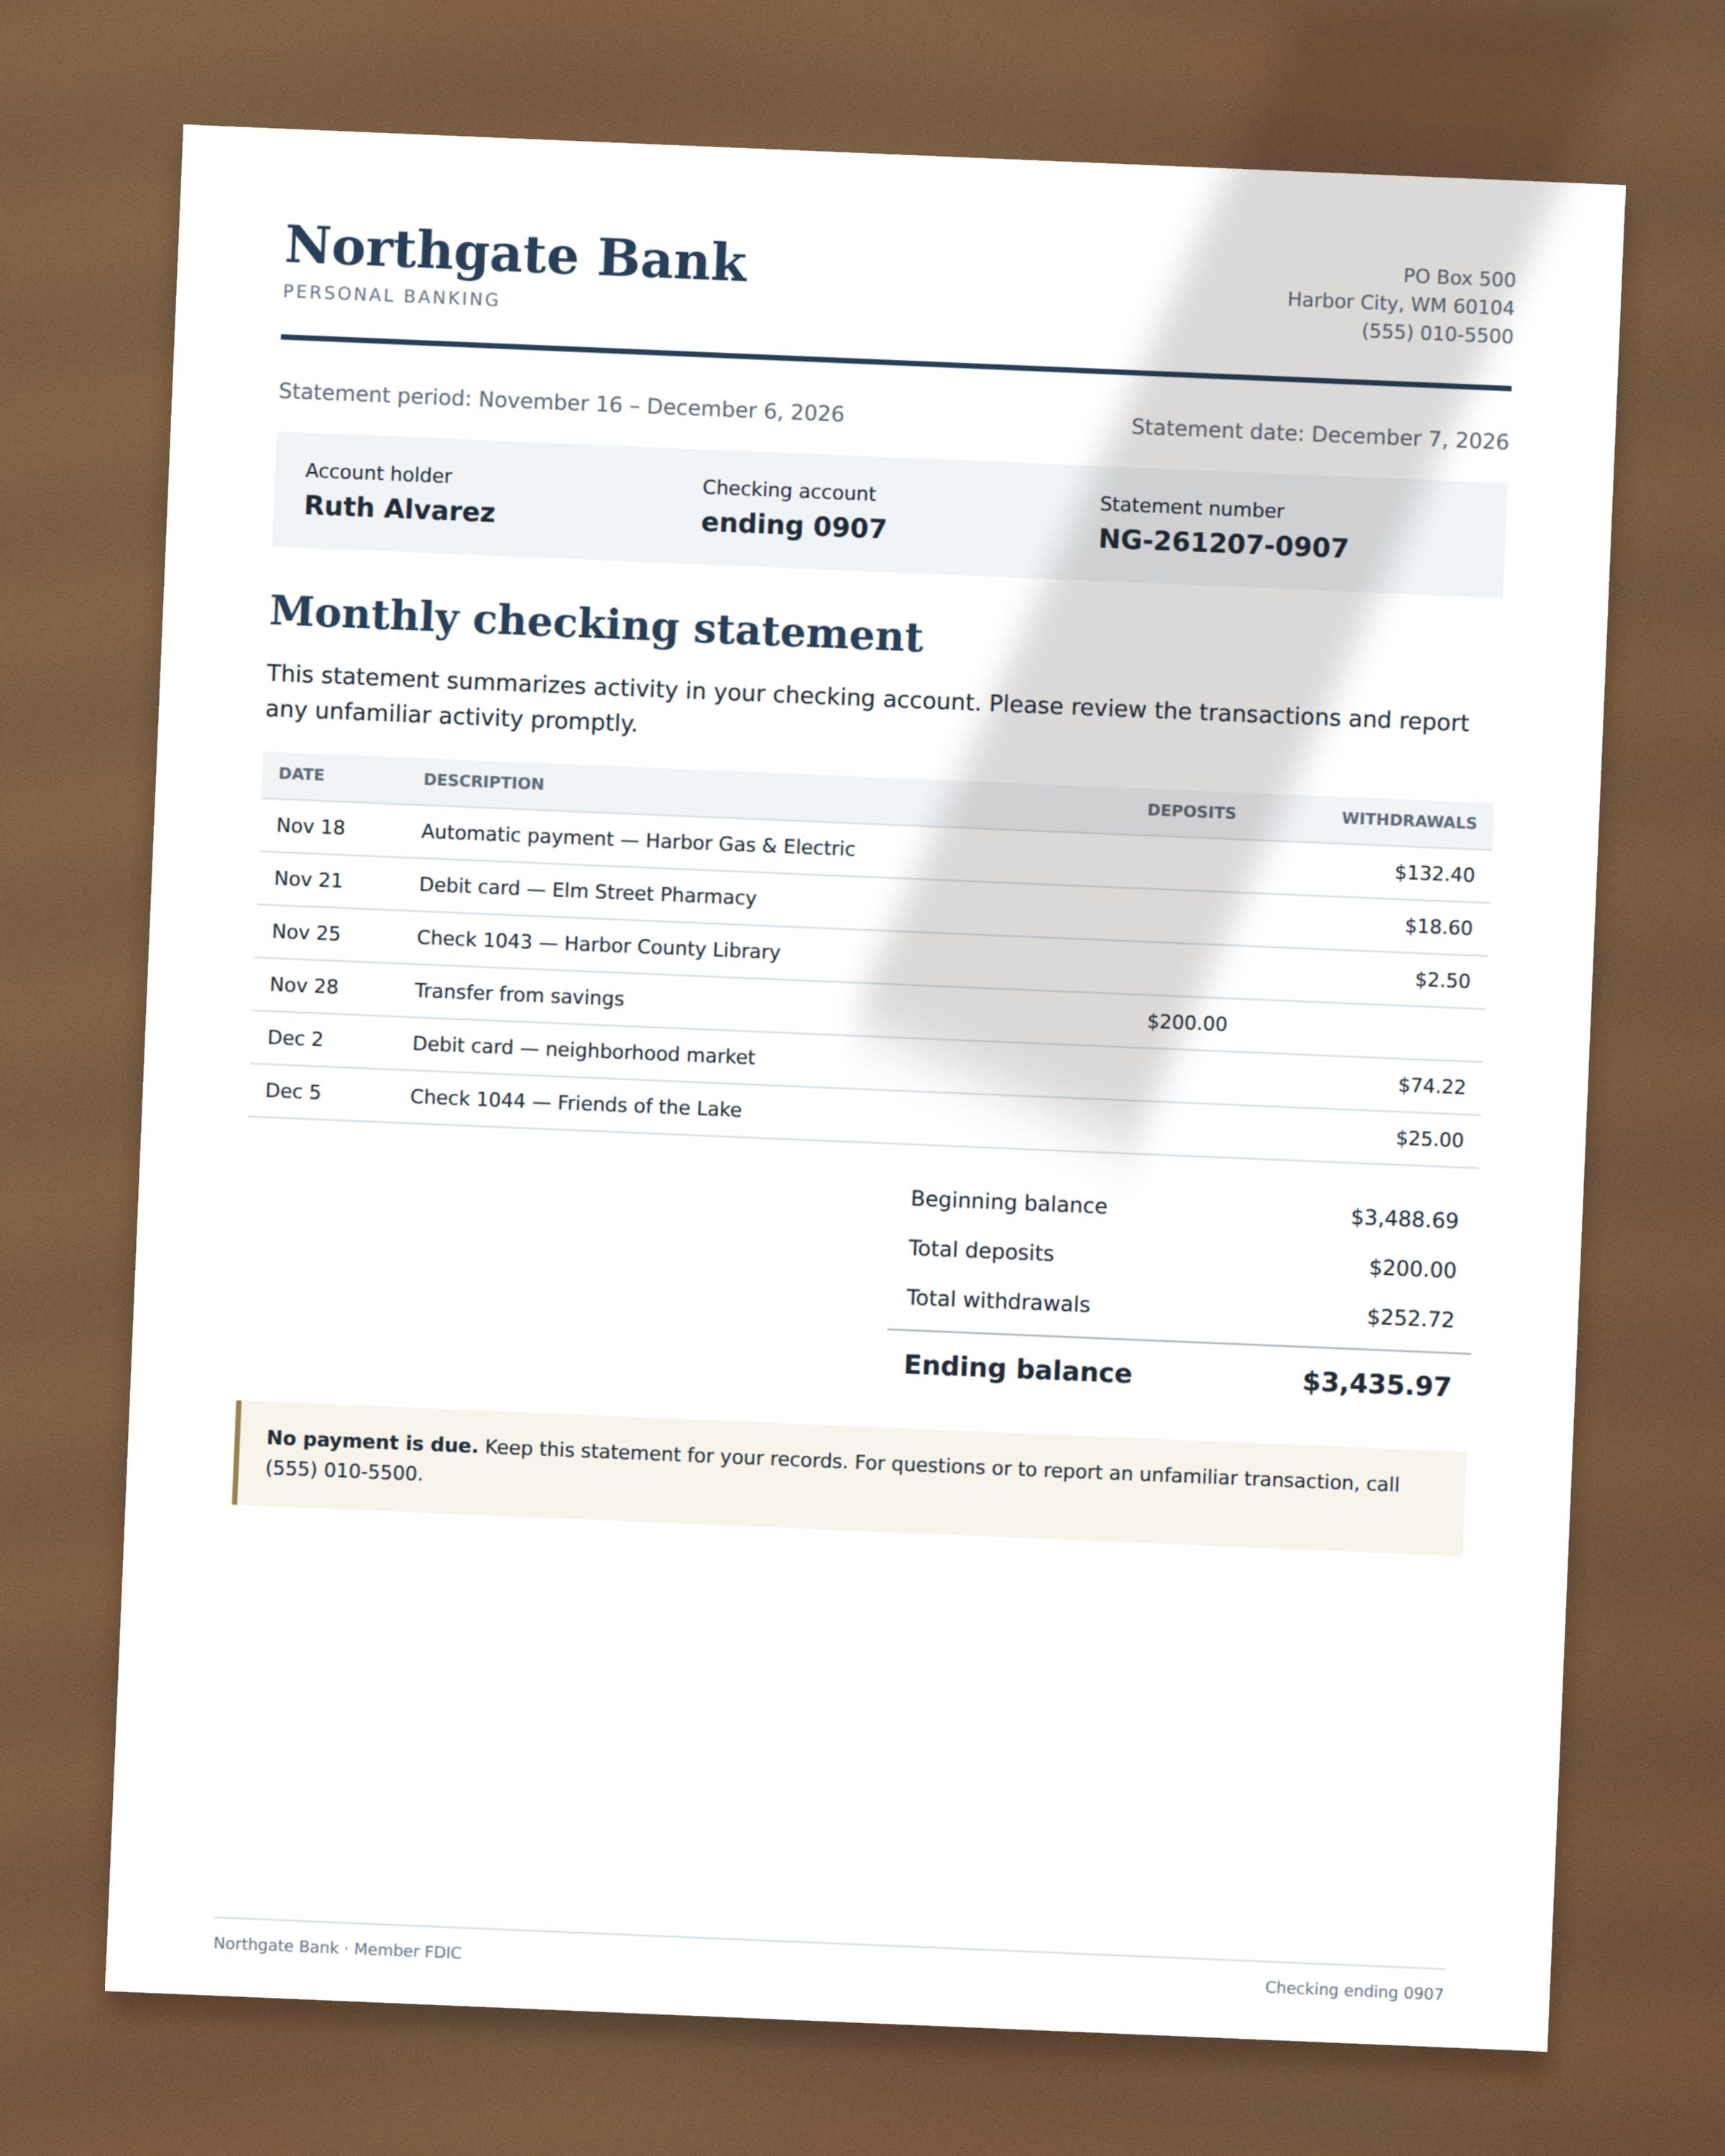 Northgate Bank
PERSONAL BANKING
PO Box 500
Harbor City, WM 60104
(555) 010-5500
Statement period: November 16 – December 6, 2026
Statement date: December 7, 2026
Account holder
Ruth Alvarez
Checking account
ending 0907
Statement number
NG-261207-0907
Monthly checking statement
This statement summarizes activity in your checking account. Please review the transactions and report
any unfamiliar activity promptly.
DATE DESCRIPTION DEPOSITS WITHDRAWALS
Nov 18 Automatic payment — Harbor Gas & Electric $132.40
Nov 21 Debit card — Elm Street Pharmacy $18.60
Nov 25 Check 1043 — Harbor County Library $2.50
Nov 28 Transfer from savings $200.00
Dec 2 Debit card — neighborhood market $74.22
Dec 5 Check 1044 — Friends of the Lake $25.00
Beginning balance $3,488.69
Total deposits $200.00
Total withdrawals $252.72
Ending balance $3,435.97
No payment is due. Keep this statement for your records. For questions or to report an unfamiliar transaction, call
(555) 010-5500.
Northgate Bank · Member FDIC
Checking ending 0907